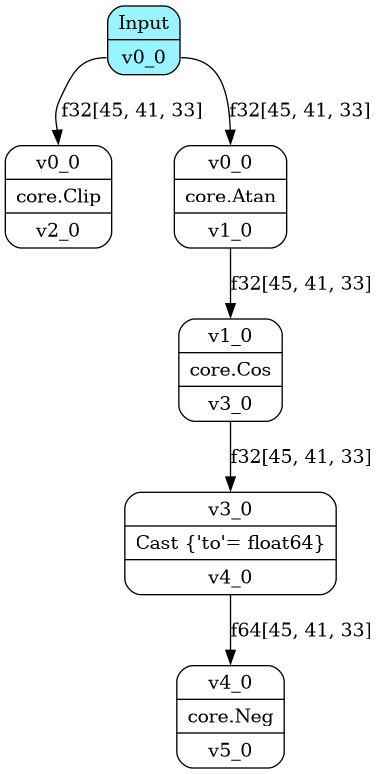 Input
v0_0
f32[45, 41, 33]
f32[45, 41, 33]
v0_0
core.Clip
v2_0
v0_0
core.Atan
v1_0
f32[45, 41, 33]
v1_0
core.Cos
v3_0
f32[45, 41, 33]
v3_0
Cast {'to'= float64}
v4_0
f64[45, 41, 33]
v4_0
core.Neg
v5_0